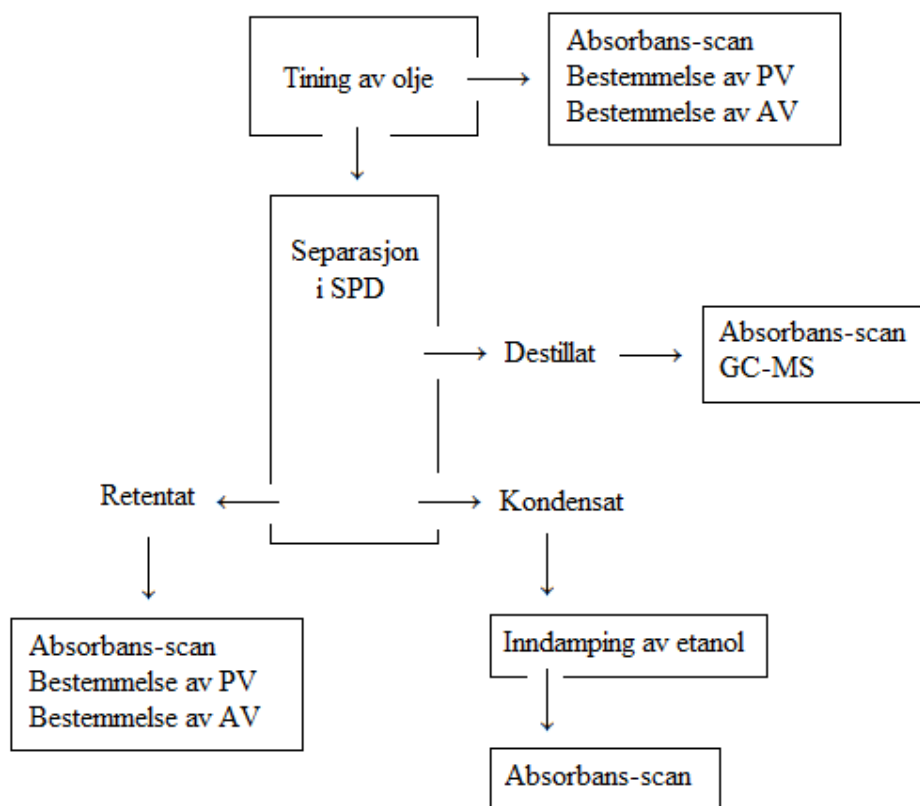 Tining av olje
Absorbans-scan
Bestemmelse av PV
Bestemmelse av AV
Separasjon
i SPD
Destillat
Absorbans-scan
GC-MS
Retentat
Kondensat
Absorbans-scan
Bestemmelse av PV
Bestemmelse av AV
Inndamping av etanol
Absorbans-scan